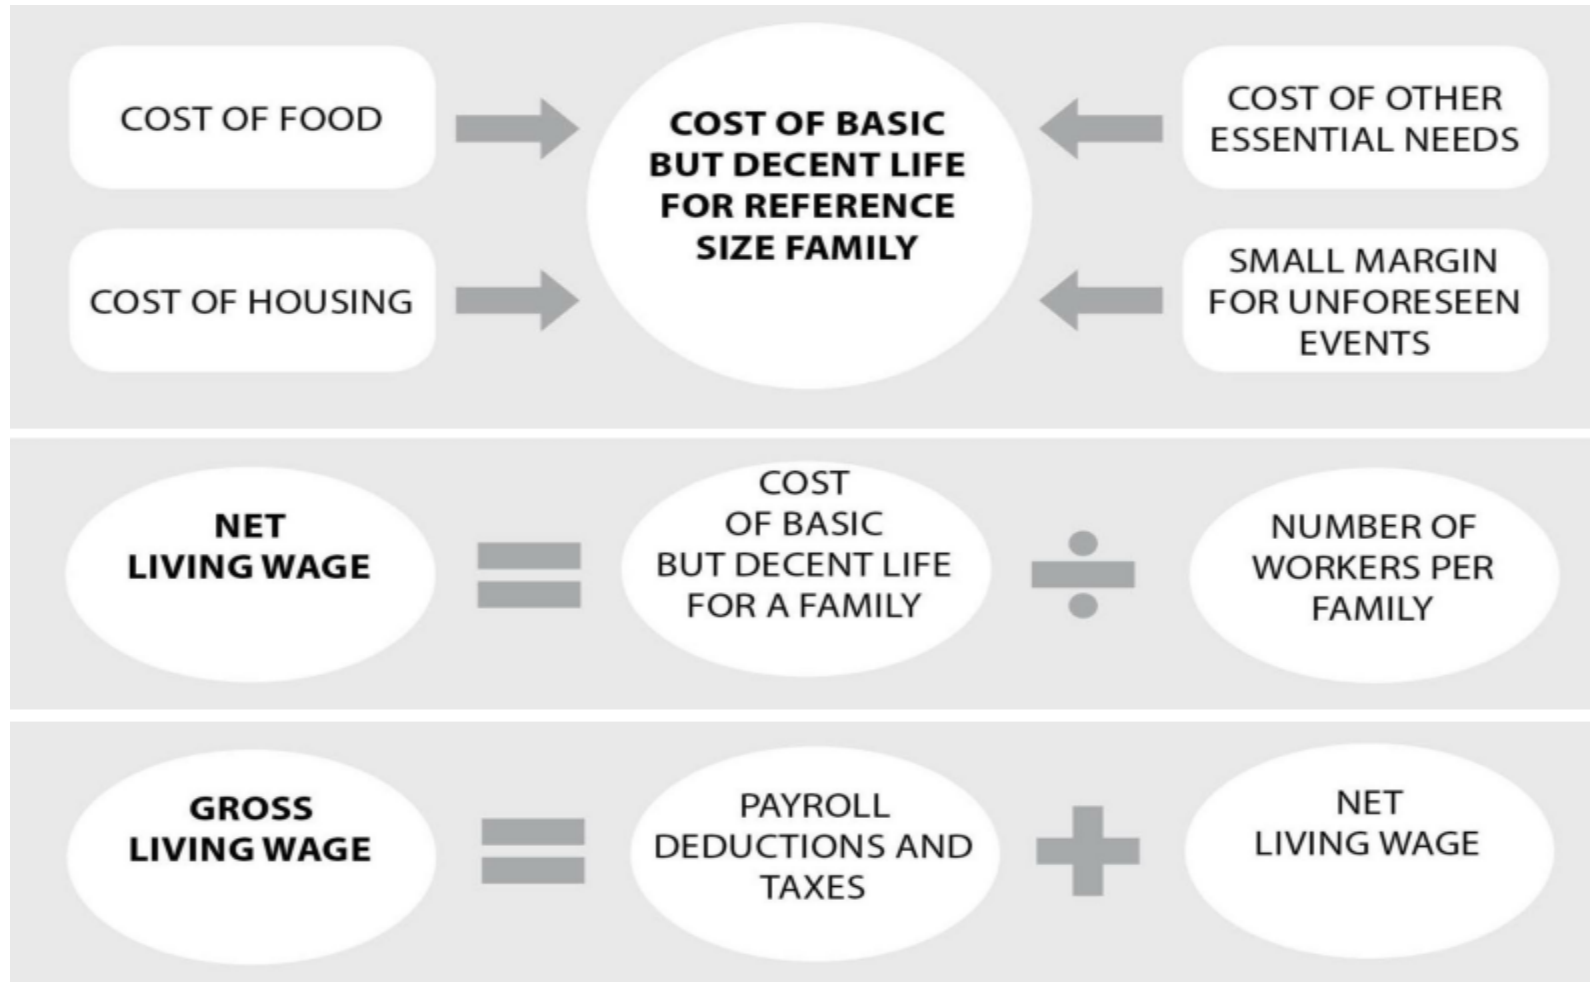 COST OF FOOD
COST OF HOUSING
COST OF BASIC
BUT DECENT LIFE
FOR REFERENCE
SIZE FAMILY
COST OF OTHER
ESSENTIAL NEEDS
SMALL MARGIN
FOR UNFORESEEN
EVENTS
NET
LIVING WAGE
=
COST
OF BASIC
BUT DECENT LIFE
FOR A FAMILY
÷
NUMBER OF
WORKERS PER
FAMILY
GROSS
LIVING WAGE
=
PAYROLL
DEDUCTIONS AND
TAXES
+
NET
LIVING WAGE